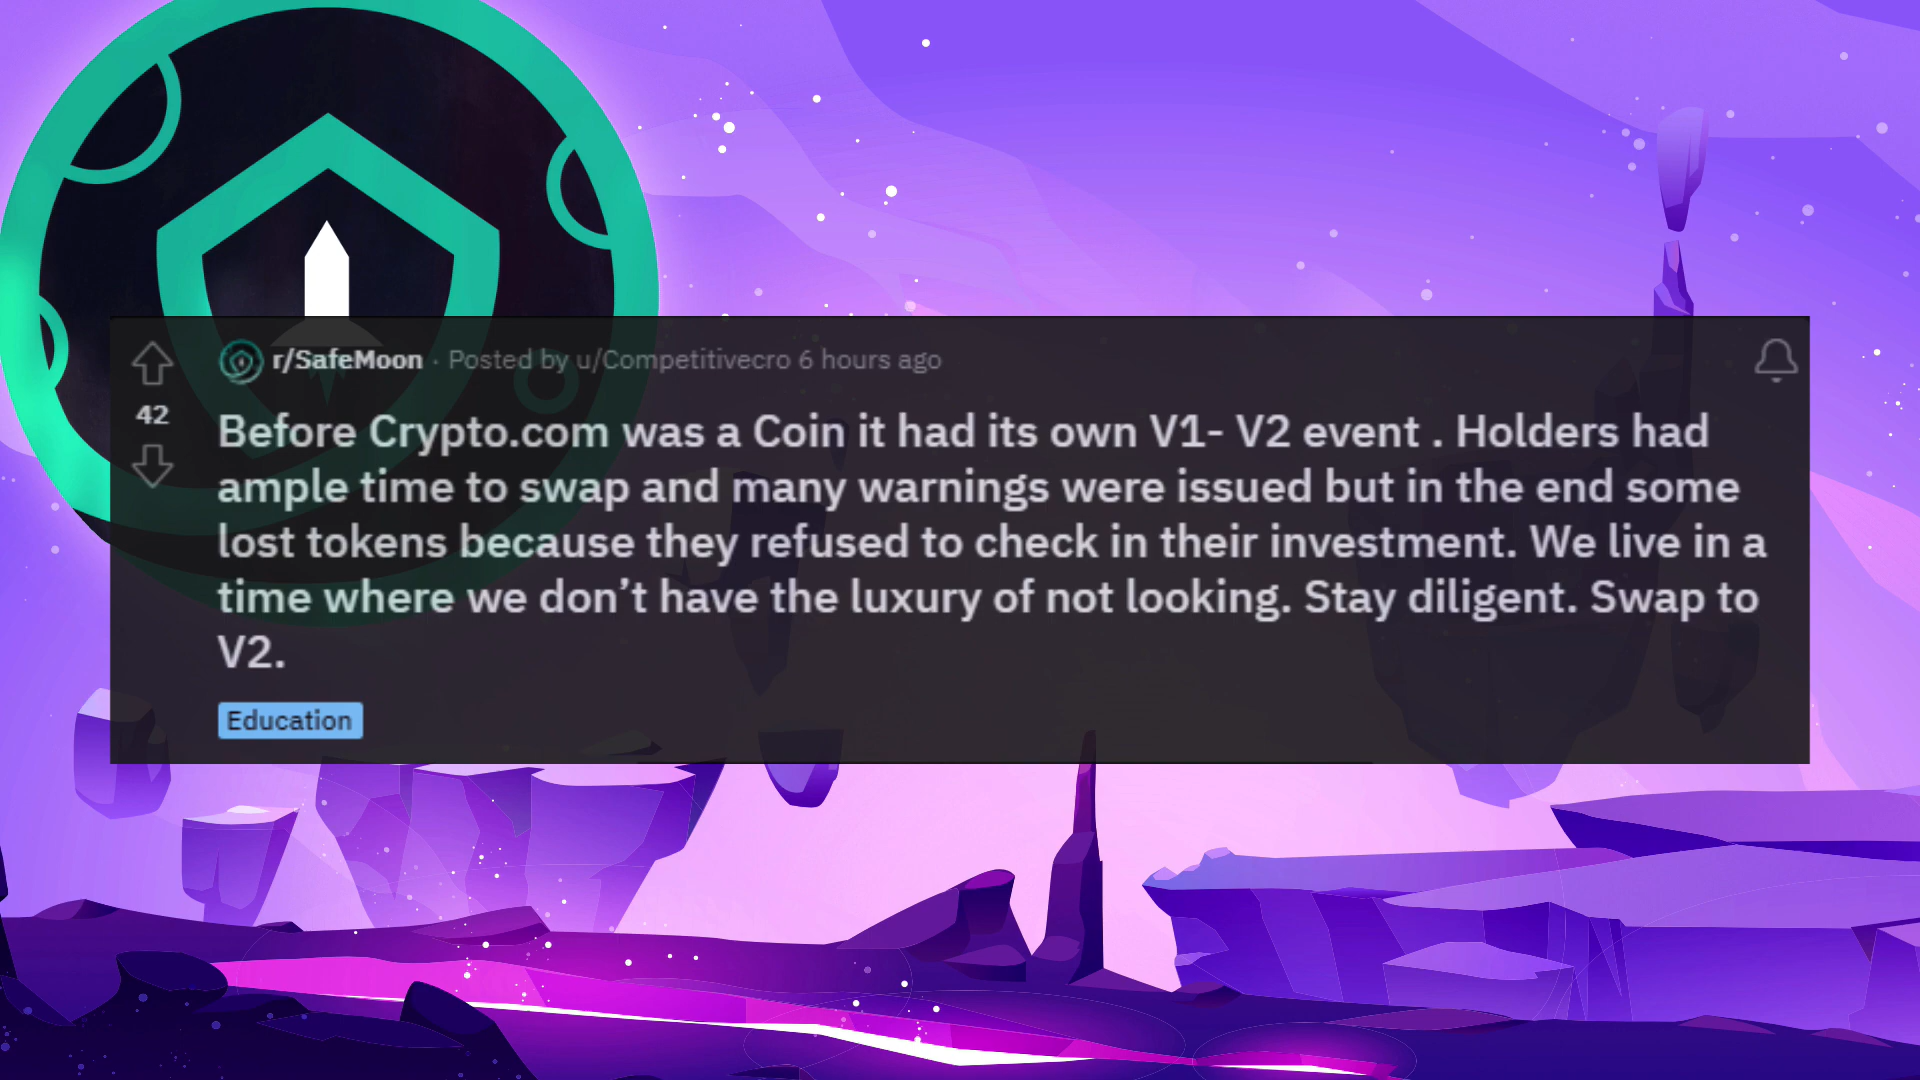 r/SafeMoon · Posted by u/Competitivecro 6 hours ago
42
Before Crypto.com was a Coin it had its own V1- V2 event . Holders had
ample time to swap and many warnings were issued but in the end some
lost tokens because they refused to check in their investment. We live in a
time where we don’t have the luxury of not looking. Stay diligent. Swap to
V2.
Education